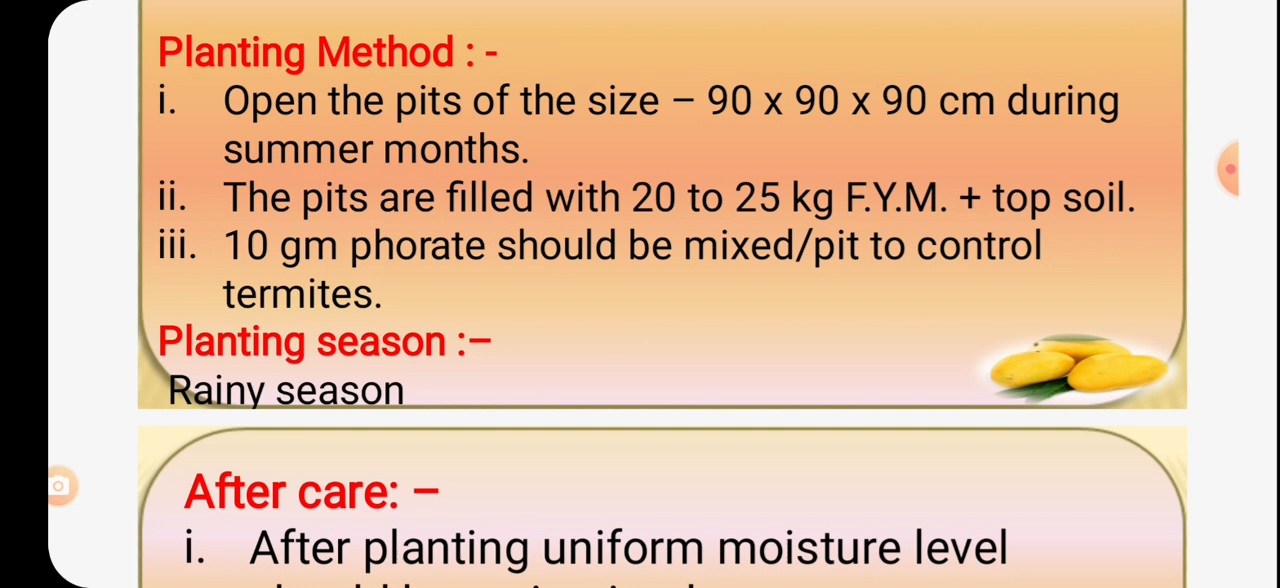 Planting Method : -
i. Open the pits of the size – 90 x 90 x 90 cm during
summer months.
ii. The pits are filled with 20 to 25 kg F.Y.M. + top soil.
iii. 10 gm phorate should be mixed/pit to control
termites.
Planting season :–
Rainy season
After care: –
i. After planting uniform moisture level